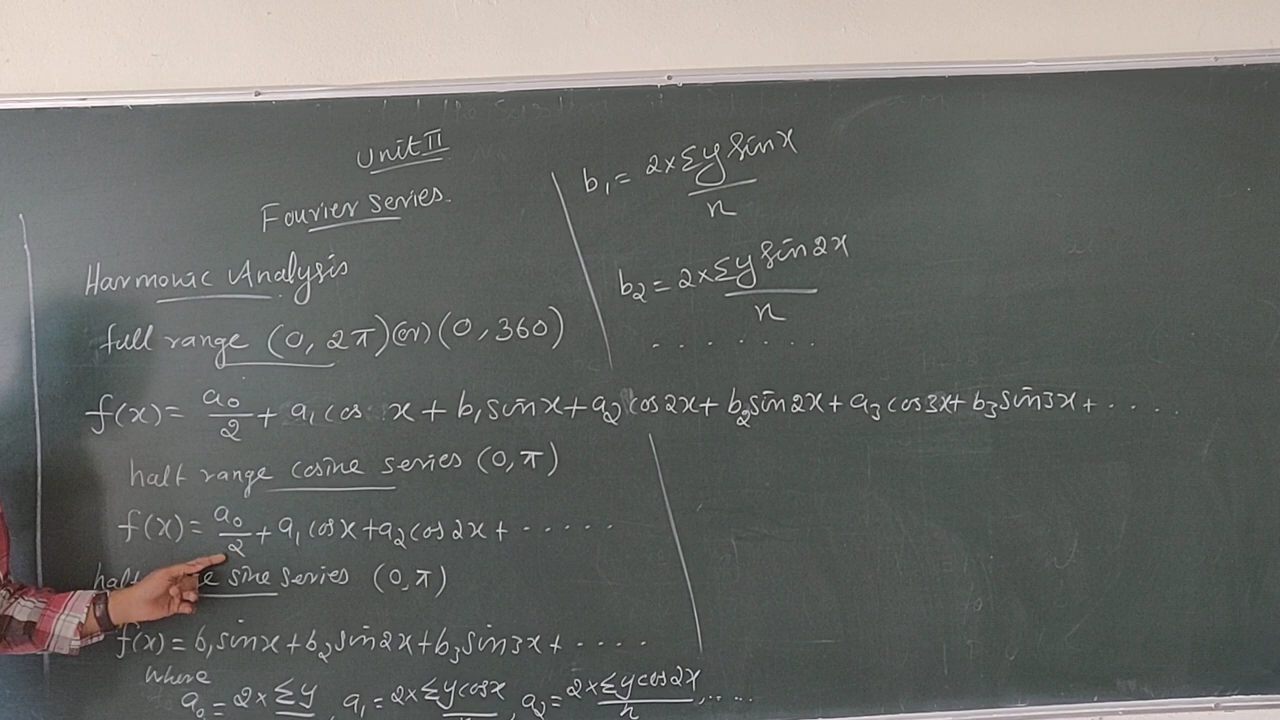 Unit II
Fourier Series.
Harmonic Analysis
full range (0, 2π) (or) (0, 360)
f(x) = a₀/2 + a₁ cos x + b₁ sin x + a₂ cos 2x + b₂ sin 2x + a₃ cos 3x + b₃ sin 3x + . . . .
half range cosine series (0, π)
f(x) = a₀/2 + a₁ cos x + a₂ cos 2x + . . . . .
half sine series (0, π)
f(x) = b₁ sin x + b₂ sin 2x + b₃ sin 3x + . . . .
where
a₀ = 2 × Σy/, a₁ = 2 × Σy cos x/n, a₂ = 2 × Σy cos 2x/n, . . . .
b₁ = 2 × Σy sin x/n
b₂ = 2 × Σy sin 2x/n
. . . . . . .